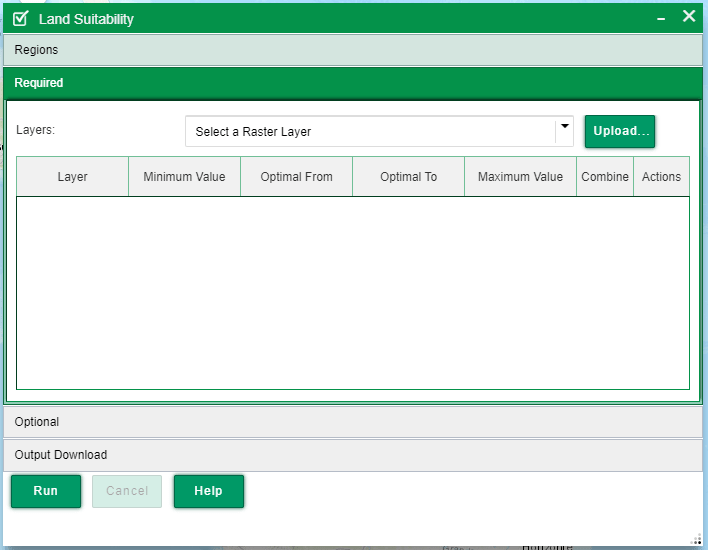 Land Suitability
Regions
Required
Layers:
Select a Raster Layer
Upload...
Layer
Minimum Value
Optimal From
Optimal To
Maximum Value
Combine
Actions
Optional
Output Download
Run
Cancel
Help